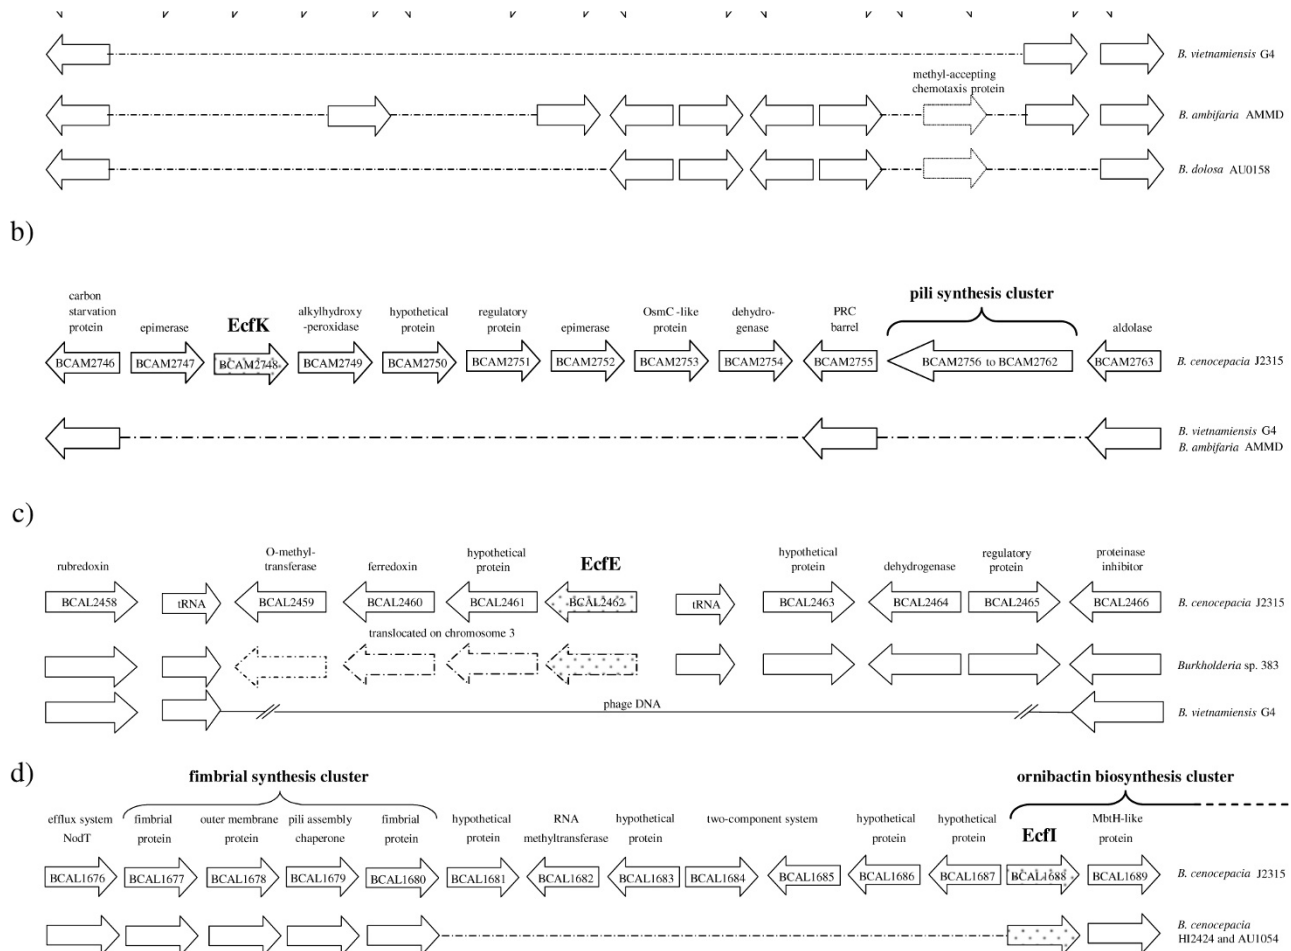 B. vietnamiensis G4
methyl-accepting
chemotaxis protein
B. ambifaria AMMD
B. dolosa AU0158
b)
pili synthesis cluster
carbon
starvation
protein
epimerase
EcfK
alkylhydroxy
-peroxidase
hypothetical
protein
regulatory
protein
epimerase
OsmC-like
protein
dehydro-
genase
PRC
barrel
aldolase
BCAM2746 BCAM2747 BCAM2748 BCAM2749 BCAM2750 BCAM2751 BCAM2752 BCAM2753 BCAM2754 BCAM2755 BCAM2756 to BCAM2762 BCAM2763 B. cenocepacia J2315
B. vietnamiensis G4
B. ambifaria AMMD
c)
rubredoxin
O-methyl-
transferase
ferredoxin
hypothetical
protein
EcfE
hypothetical
protein
dehydrogenase
regulatory
protein
proteinase
inhibitor
BCAL2458 tRNA BCAL2459 BCAL2460 BCAL2461 BCAL2462 tRNA BCAL2463 BCAL2464 BCAL2465 BCAL2466 B. cenocepacia J2315
translocated on chromosome 3
Burkholderia sp. 383
phage DNA
B. vietnamiensis G4
d)
fimbrial synthesis cluster
ornibactin biosynthesis cluster
efflux system
NodT
fimbrial
protein
outer membrane
protein
pili assembly
chaperone
fimbrial
protein
hypothetical
protein
RNA
methyltransferase
hypothetical
protein
two-component system
hypothetical
protein
hypothetical
protein
EcfI
MbtH-like
protein
BCAL1676 BCAL1677 BCAL1678 BCAL1679 BCAL1680 BCAL1681 BCAL1682 BCAL1683 BCAL1684 BCAL1685 BCAL1686 BCAL1687 BCAL1688 BCAL1689 B. cenocepacia J2315
B. cenocepacia
HI2424 and AU1054